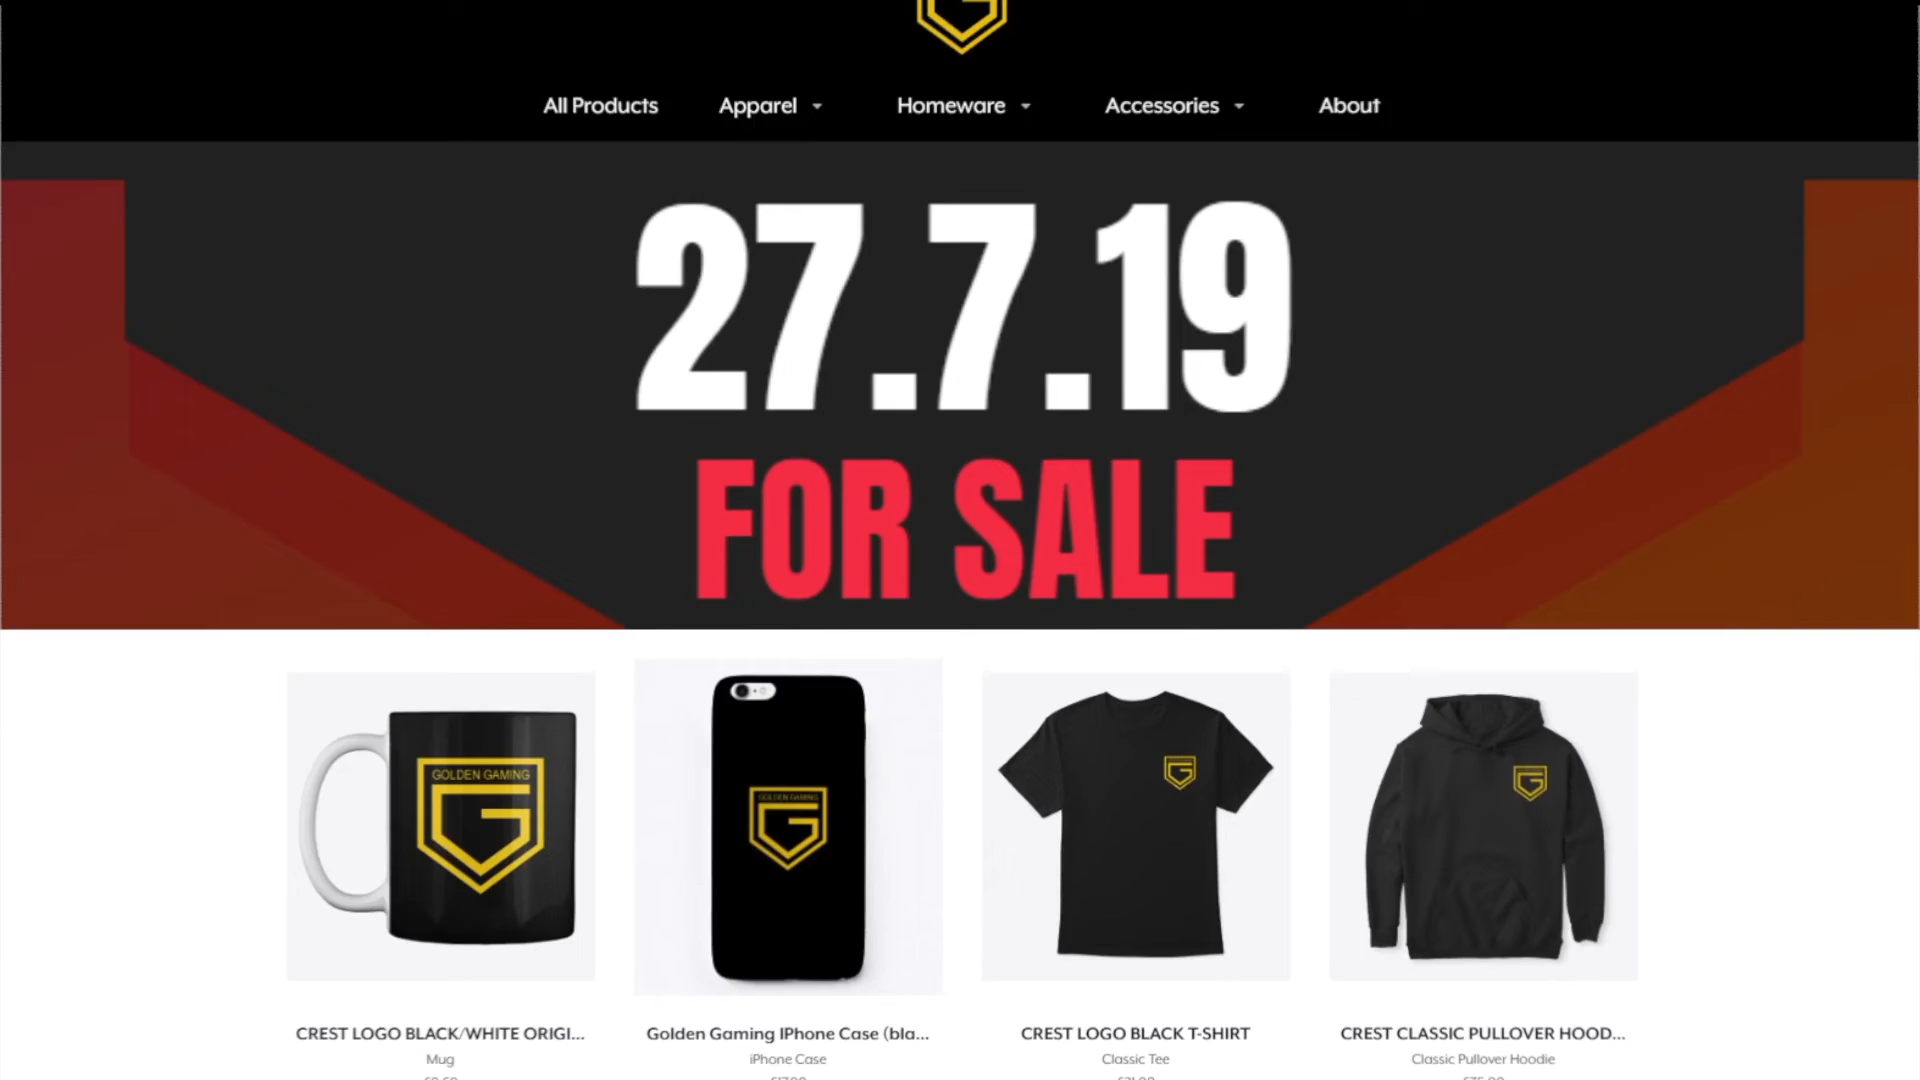 All Products Apparel Homeware Accessories About
27.7.19
FOR SALE
GOLDEN GAMING
GOLDEN GAMING
CREST LOGO BLACK/WHITE ORIGI...
Mug
Golden Gaming IPhone Case (bla...
iPhone Case
CREST LOGO BLACK T-SHIRT
Classic Tee
CREST CLASSIC PULLOVER HOOD...
Classic Pullover Hoodie